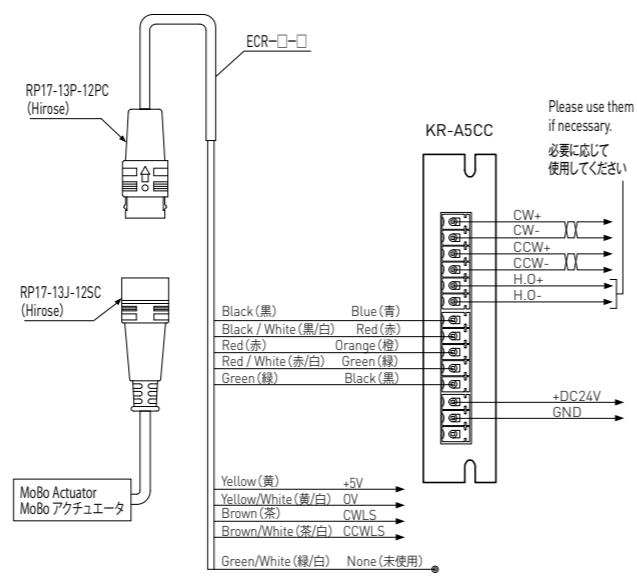 ECR-□-□
RP17-13P-12PC
(Hirose)
KR-A5CC
Please use them
if necessary.
必要に応じて
使用してください
CW+
CW-
CCW+
CCW-
H.O+
H.O-
RP17-13J-12SC
(Hirose)
Black(黒) Blue(青)
Black / White(黒/白) Red(赤)
Red(赤) Orange(橙)
Red / White(赤/白) Green(緑)
Green(緑) Black(黒)
+DC24V
GND
MoBo Actuator
MoBo アクチュエータ
Yellow(黄) +5V
Yellow/White(黄/白) 0V
Brown(茶) CWLS
Brown/White(茶/白) CCWLS
Green/White(緑/白) None(未使用)